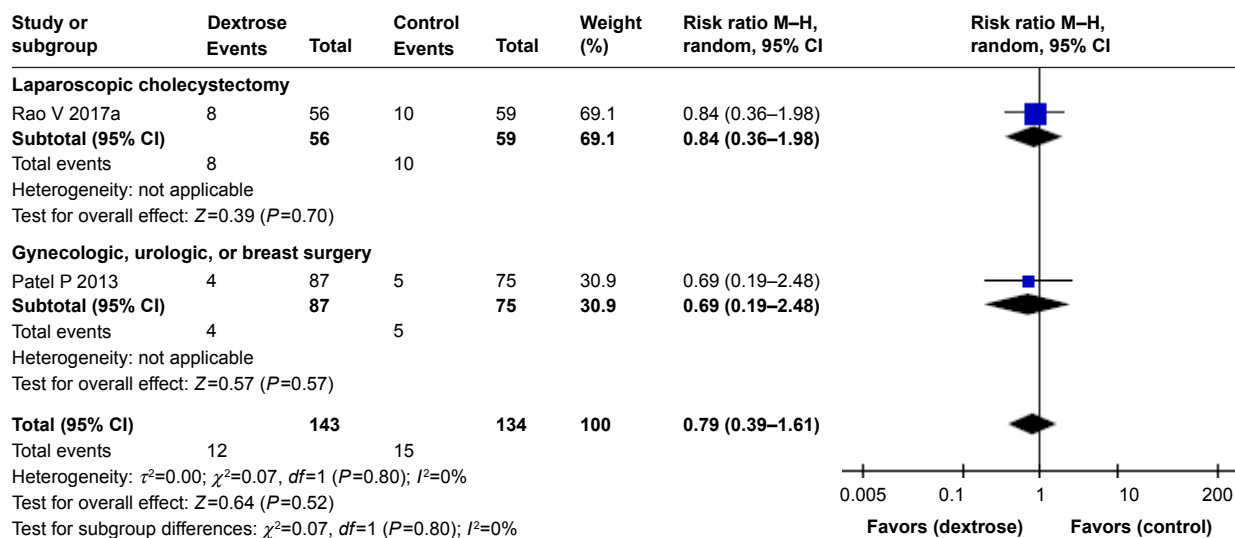 Study or subgroup Dextrose Events Total Control Events Total Weight (%) Risk ratio M–H, random, 95% CI Risk ratio M–H, random, 95% CI
Laparoscopic cholecystectomy
Rao V 2017a 8 56 10 59 69.1 0.84 (0.36–1.98)
Subtotal (95% CI) 56 59 69.1 0.84 (0.36–1.98)
Total events 8 10
Heterogeneity: not applicable
Test for overall effect: Z=0.39 (P=0.70)
Gynecologic, urologic, or breast surgery
Patel P 2013 4 87 5 75 30.9 0.69 (0.19–2.48)
Subtotal (95% CI) 87 75 30.9 0.69 (0.19–2.48)
Total events 4 5
Heterogeneity: not applicable
Test for overall effect: Z=0.57 (P=0.57)
Total (95% CI) 143 134 100 0.79 (0.39–1.61)
Total events 12 15
Heterogeneity: τ²=0.00; χ²=0.07, df=1 (P=0.80); I²=0%
Test for overall effect: Z=0.64 (P=0.52)
Test for subgroup differences: χ²=0.07, df=1 (P=0.80); I²=0%
0.005 0.1 1 10 200
Favors (dextrose) Favors (control)